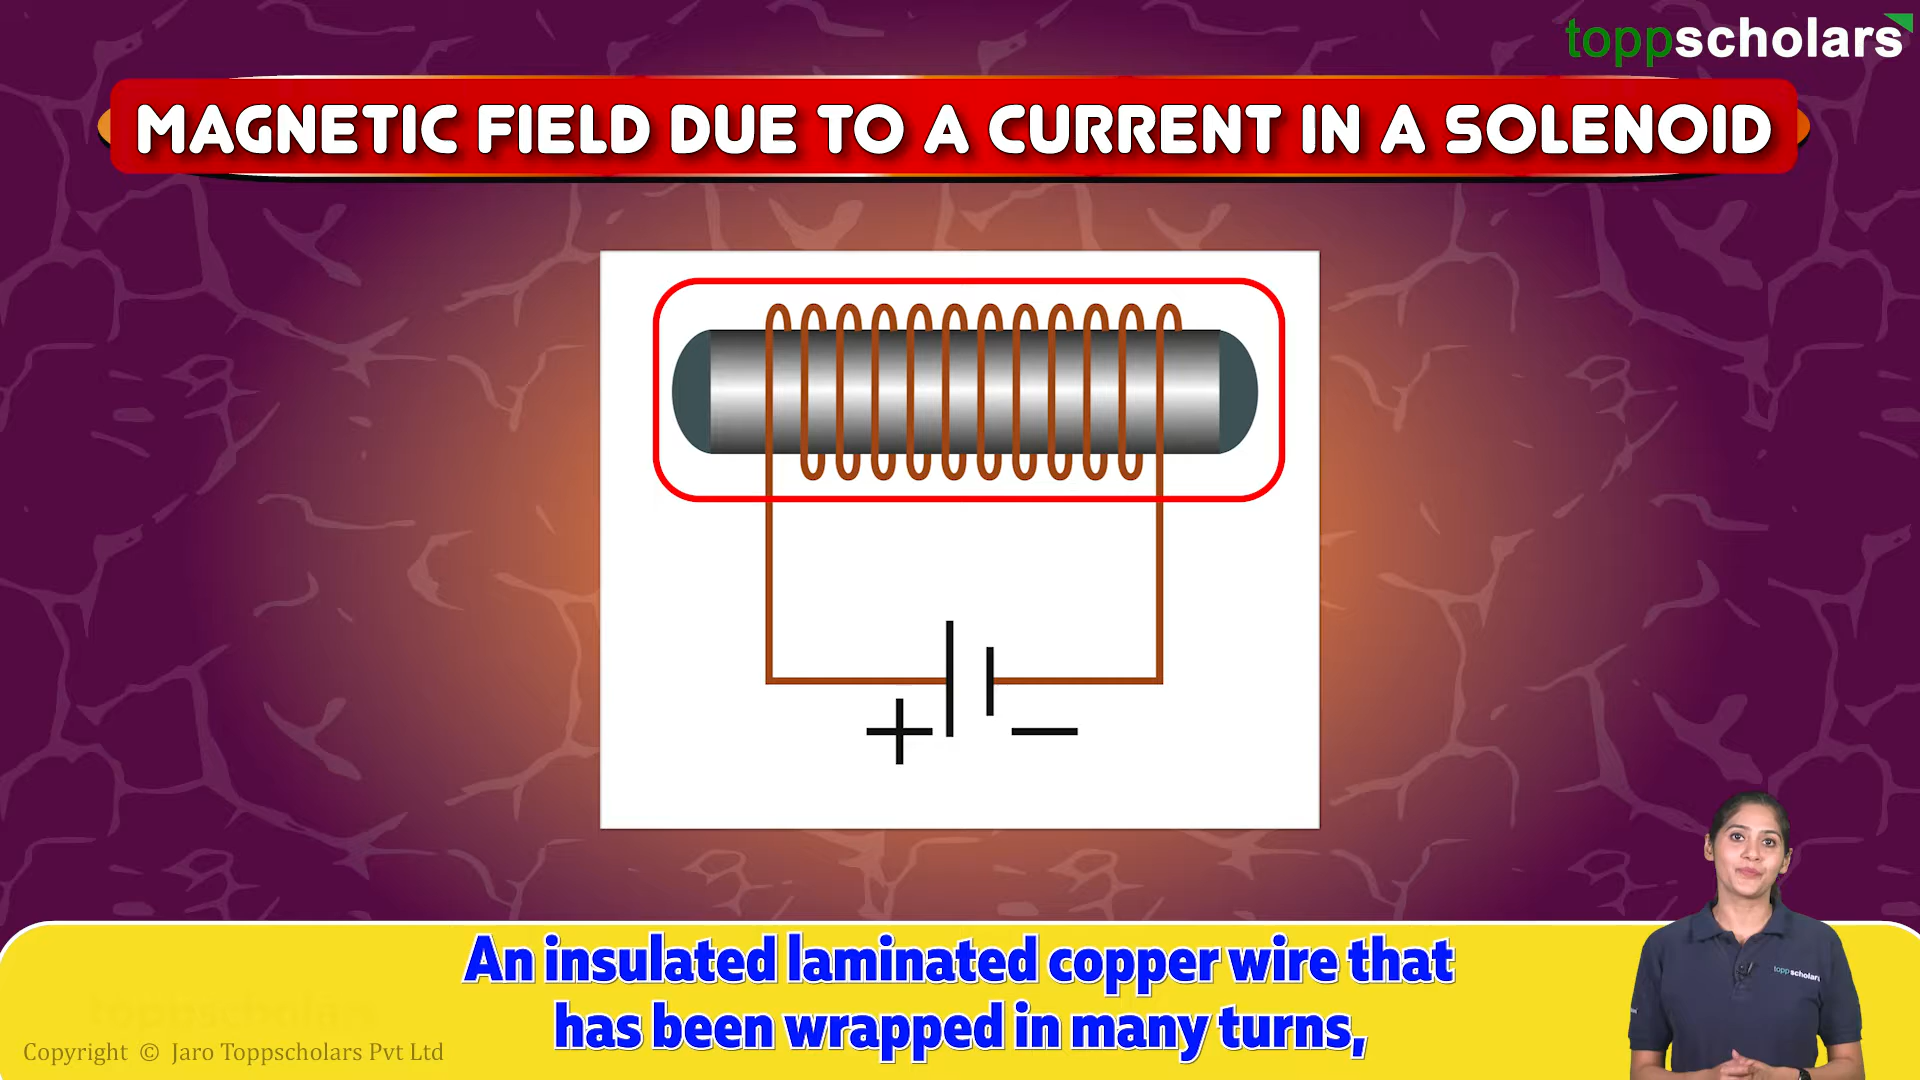 toppscholars
MAGNETIC FIELD DUE TO A CURRENT IN A SOLENOID
+ −
toppscholars
An insulated laminated copper wire that
has been wrapped in many turns,
Copyright © Jaro Toppscholars Pvt Ltd